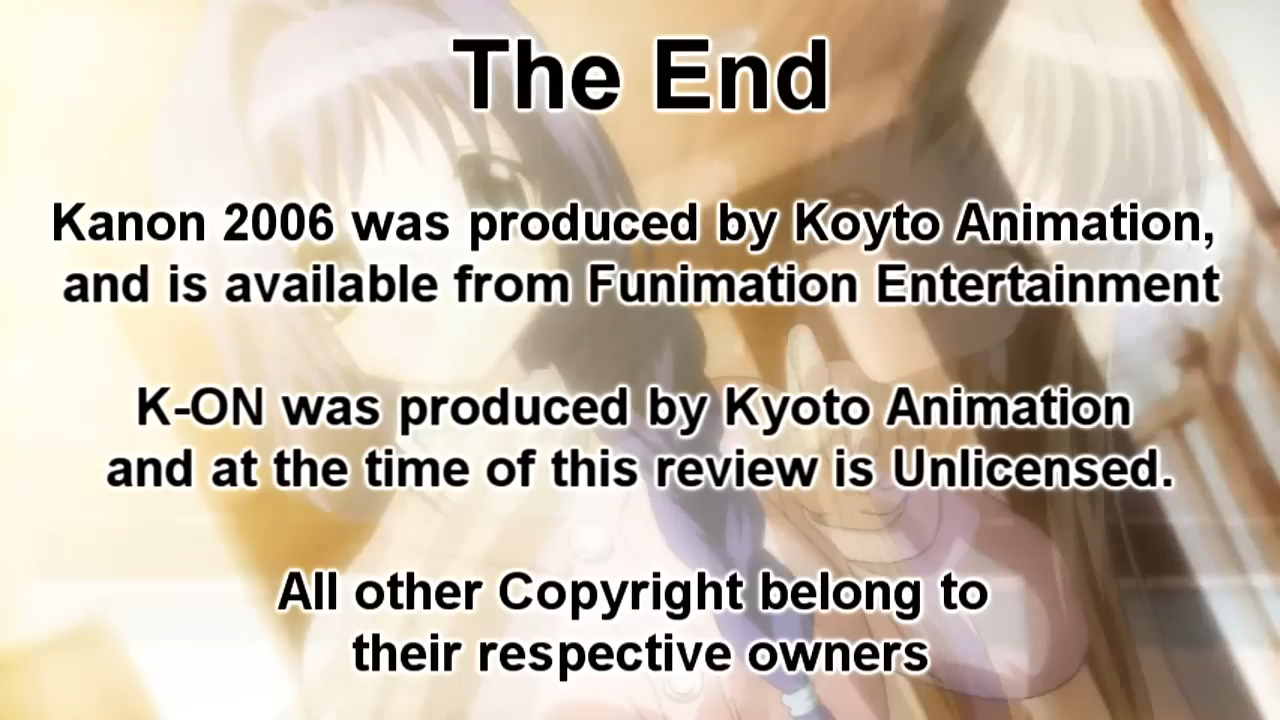 The End
Kanon 2006 was produced by Koyto Animation,
and is available from Funimation Entertainment
K-ON was produced by Kyoto Animation
and at the time of this review is Unlicensed.
All other Copyright belong to
their respective owners